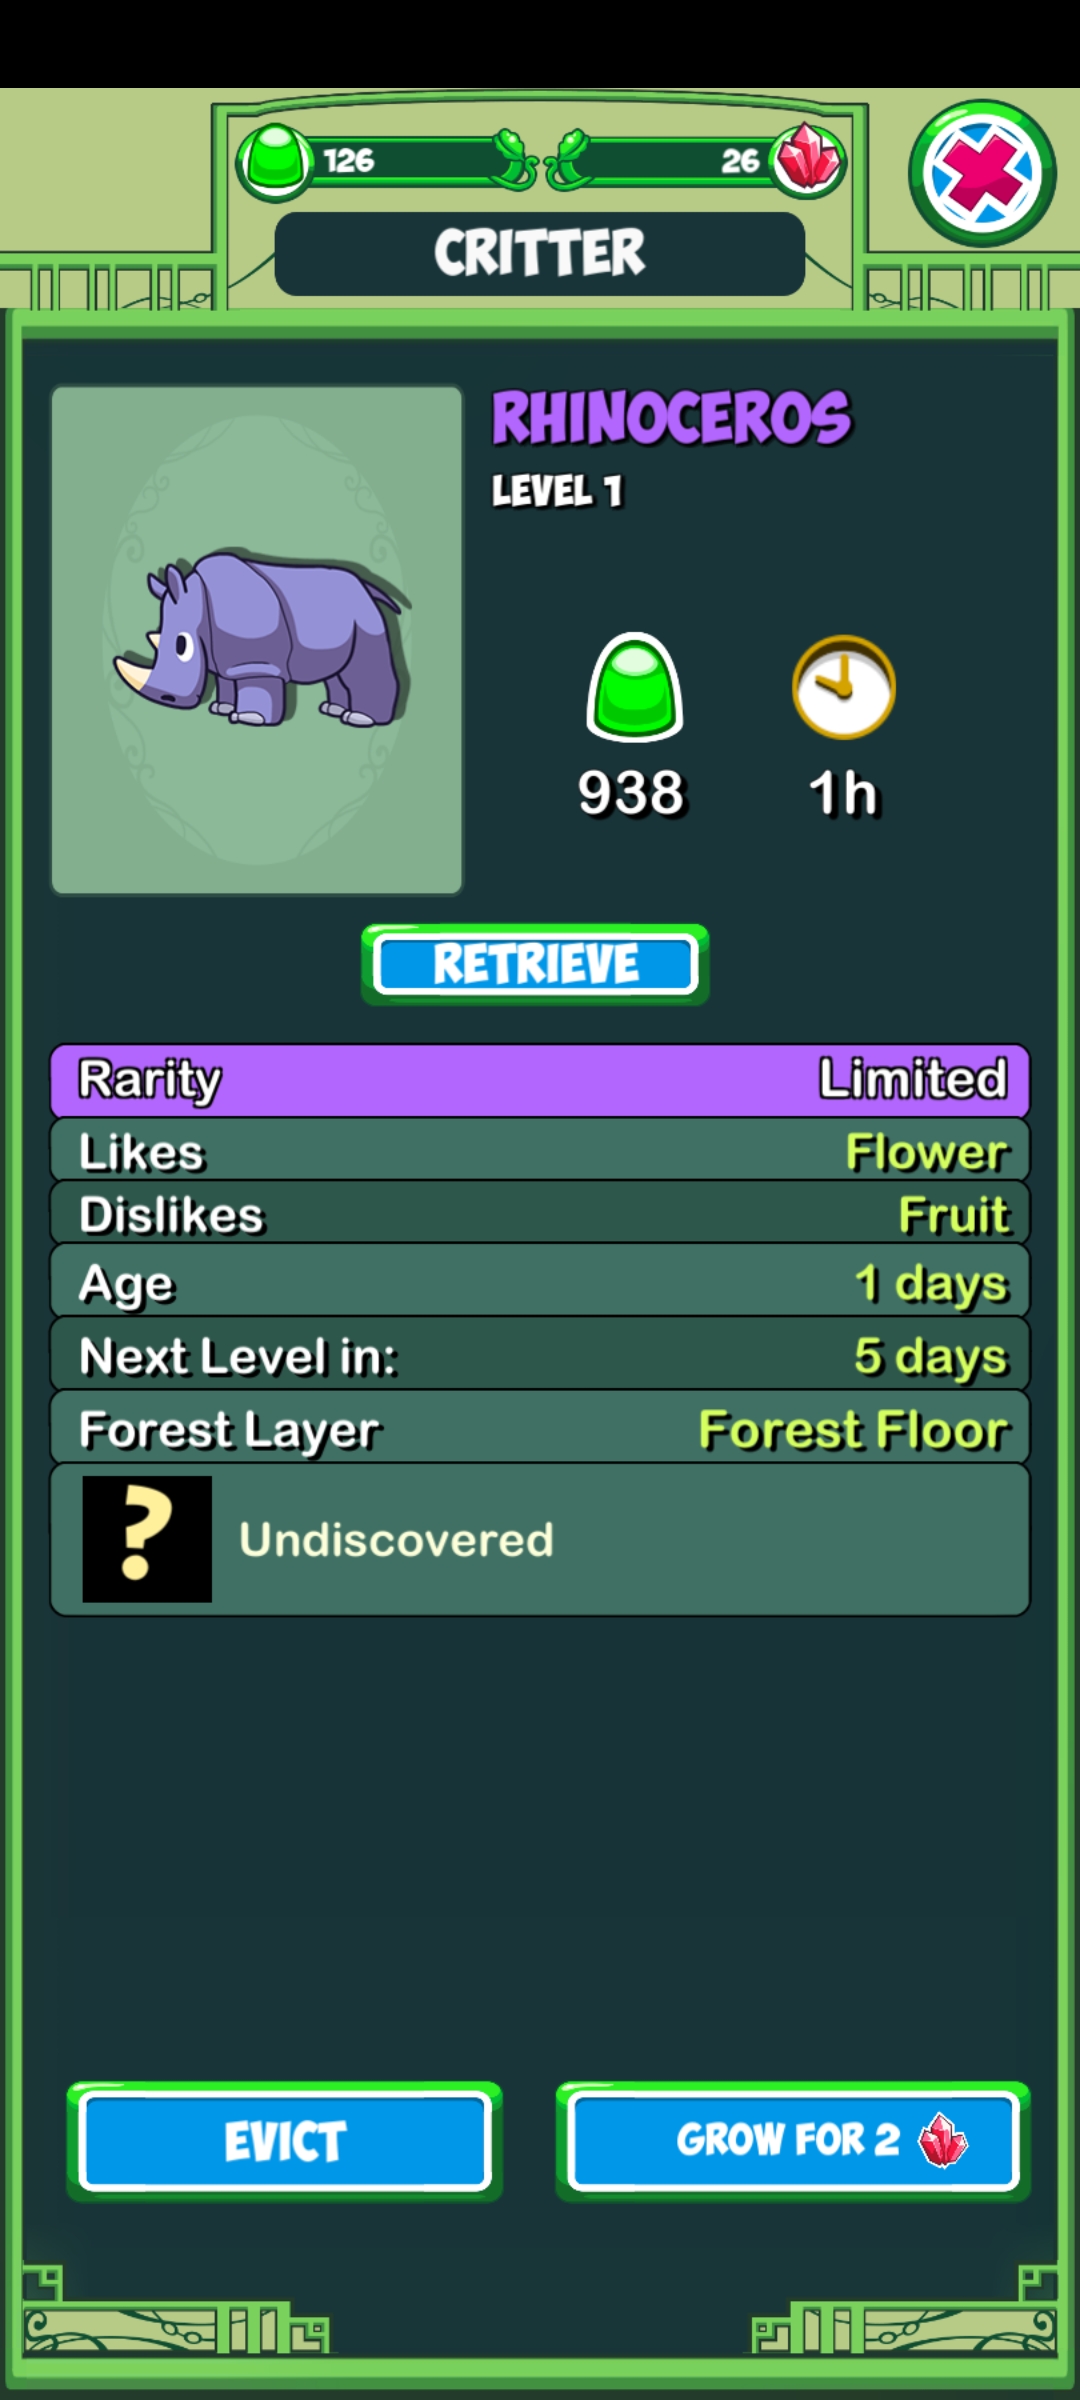 126
26
CRITTER
RHINOCEROS
LEVEL 1
938
1h
RETRIEVE
Rarity Limited
Likes Flower
Dislikes Fruit
Age 1 days
Next Level in: 5 days
Forest Layer Forest Floor
? Undiscovered
EVICT
GROW FOR 2